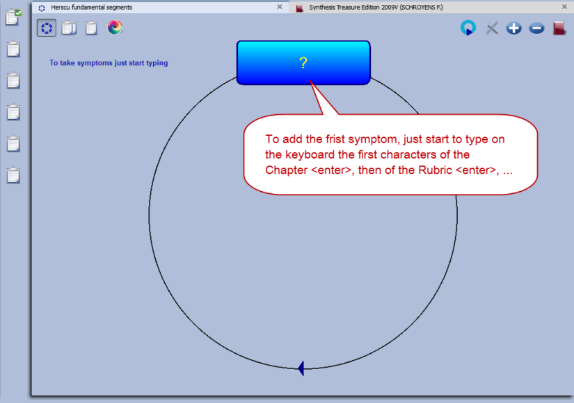 Herscu fundamental segments
Synthesis Treasure Edition 2009V (SCHROYENS F.)
To take symptoms just start typing
?
To add the frist symptom, just start to type on
the keyboard the first characters of the
Chapter <enter>, then of the Rubric <enter>, ...